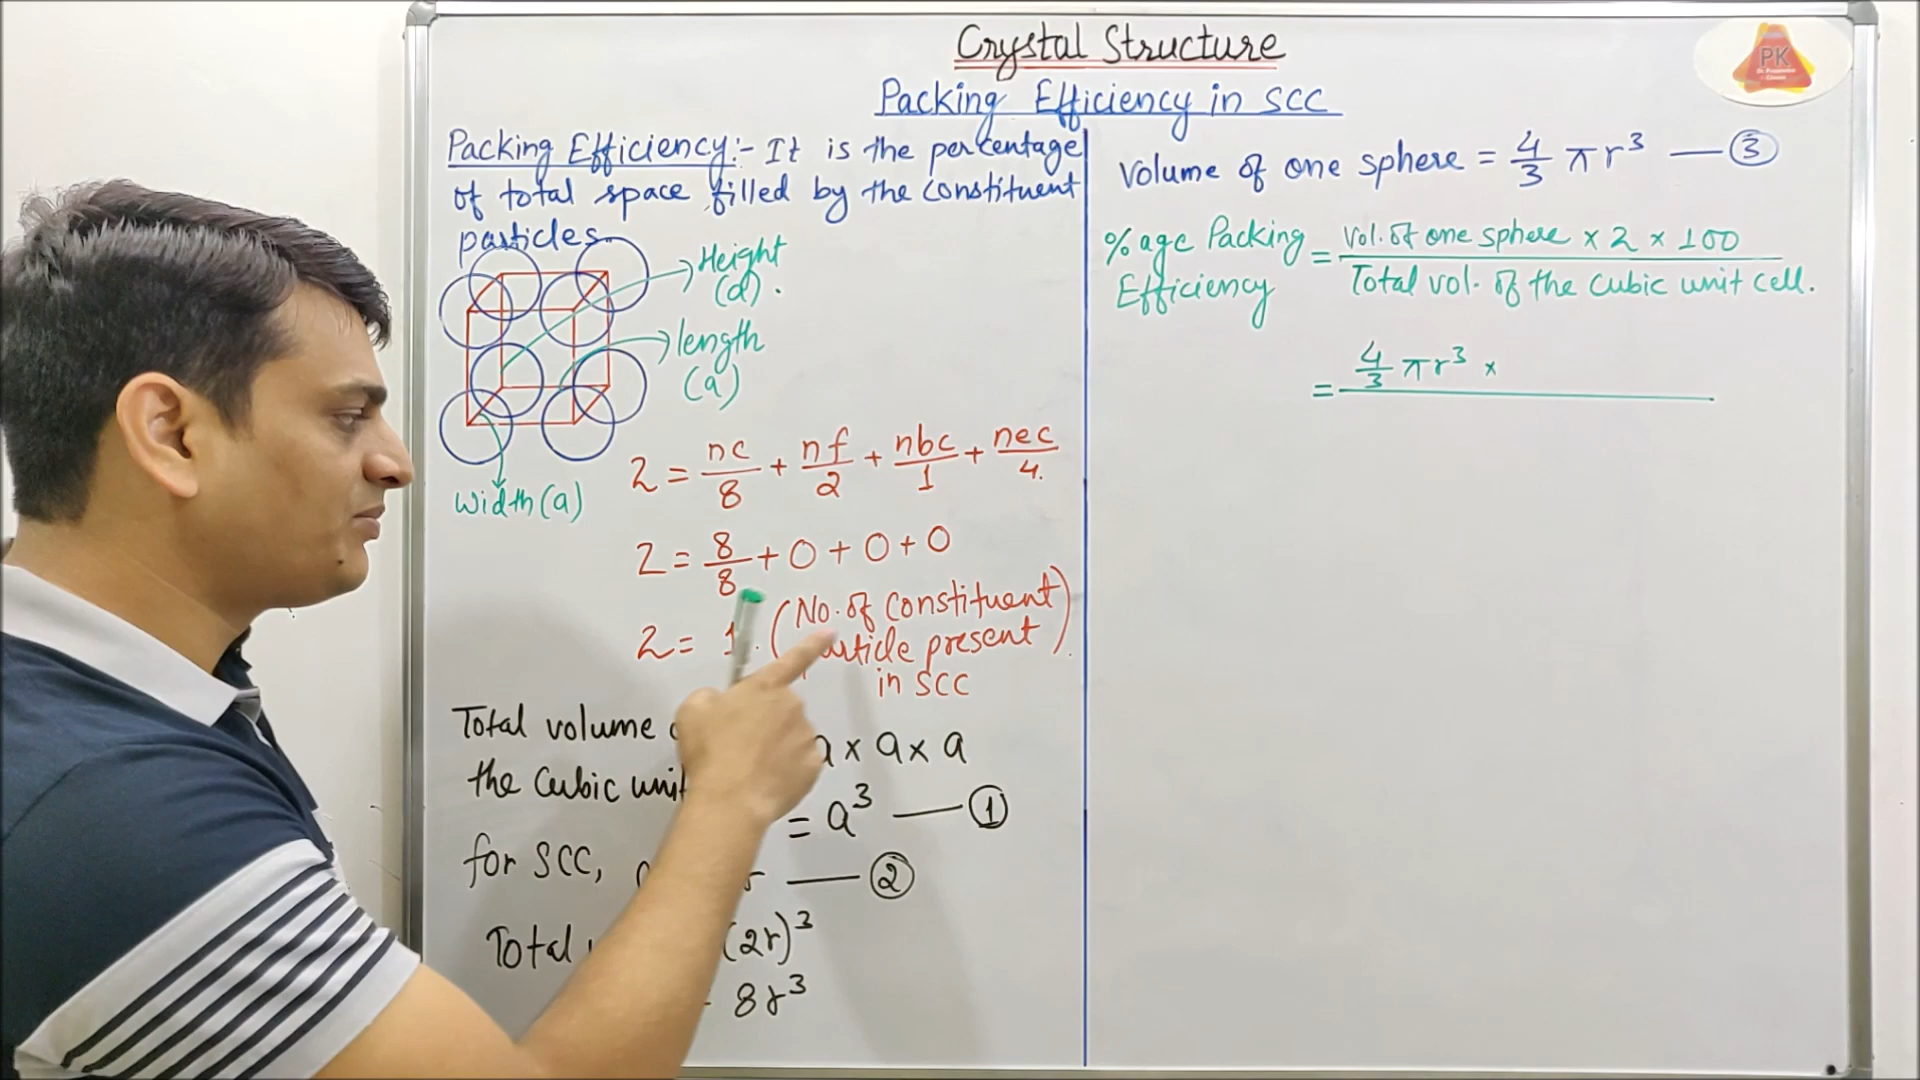 Crystal Structure
Packing Efficiency in SCC
PK
Packing Efficiency:- It is the percentage
of total space filled by the constituent
particles.
Height
(a).
length
(a)
Width (a)
Z = nc/8 + nf/2 + nbc/1 + nec/4.
Z = 8/8 + 0 + 0 + 0
Z = 1. (No. of constituent
present).
in SCC
Total volume
the cubic unit
a × a × a
= a³ — ①
for SCC, — ②
Total (2r)³
= 8r³
Volume of one sphere = 4/3 πr³ — ③
%age Packing Efficiency = Vol. of one sphere × Z × 100 / Total vol. of the cubic unit cell.
= 4/3 πr³ ×